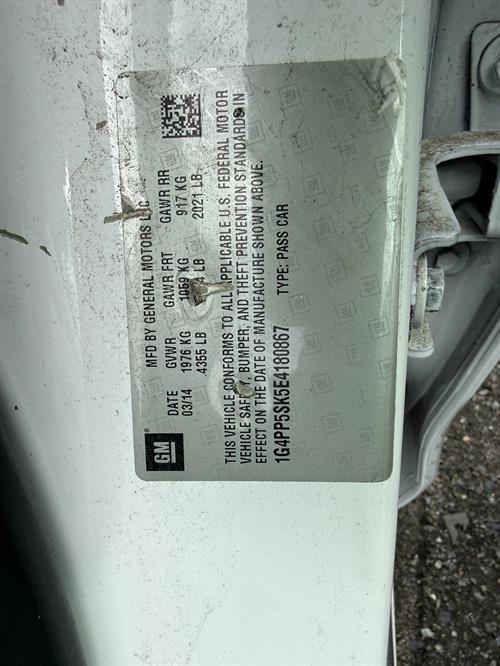 GM
MFD BY GENERAL MOTORS LLC
DATE GVWR GAWR FRT GAWR RR
03/14 1976 KG 1059 KG 917 KG
4355 LB LB 2021 LB
THIS VEHICLE CONFORMS TO ALL APPLICABLE U.S. FEDERAL MOTOR
VEHICLE SAFETY, BUMPER, AND THEFT PREVENTION STANDARDS IN
EFFECT ON THE DATE OF MANUFACTURE SHOWN ABOVE.
1G4PP5SK5E4180867 TYPE: PASS CAR